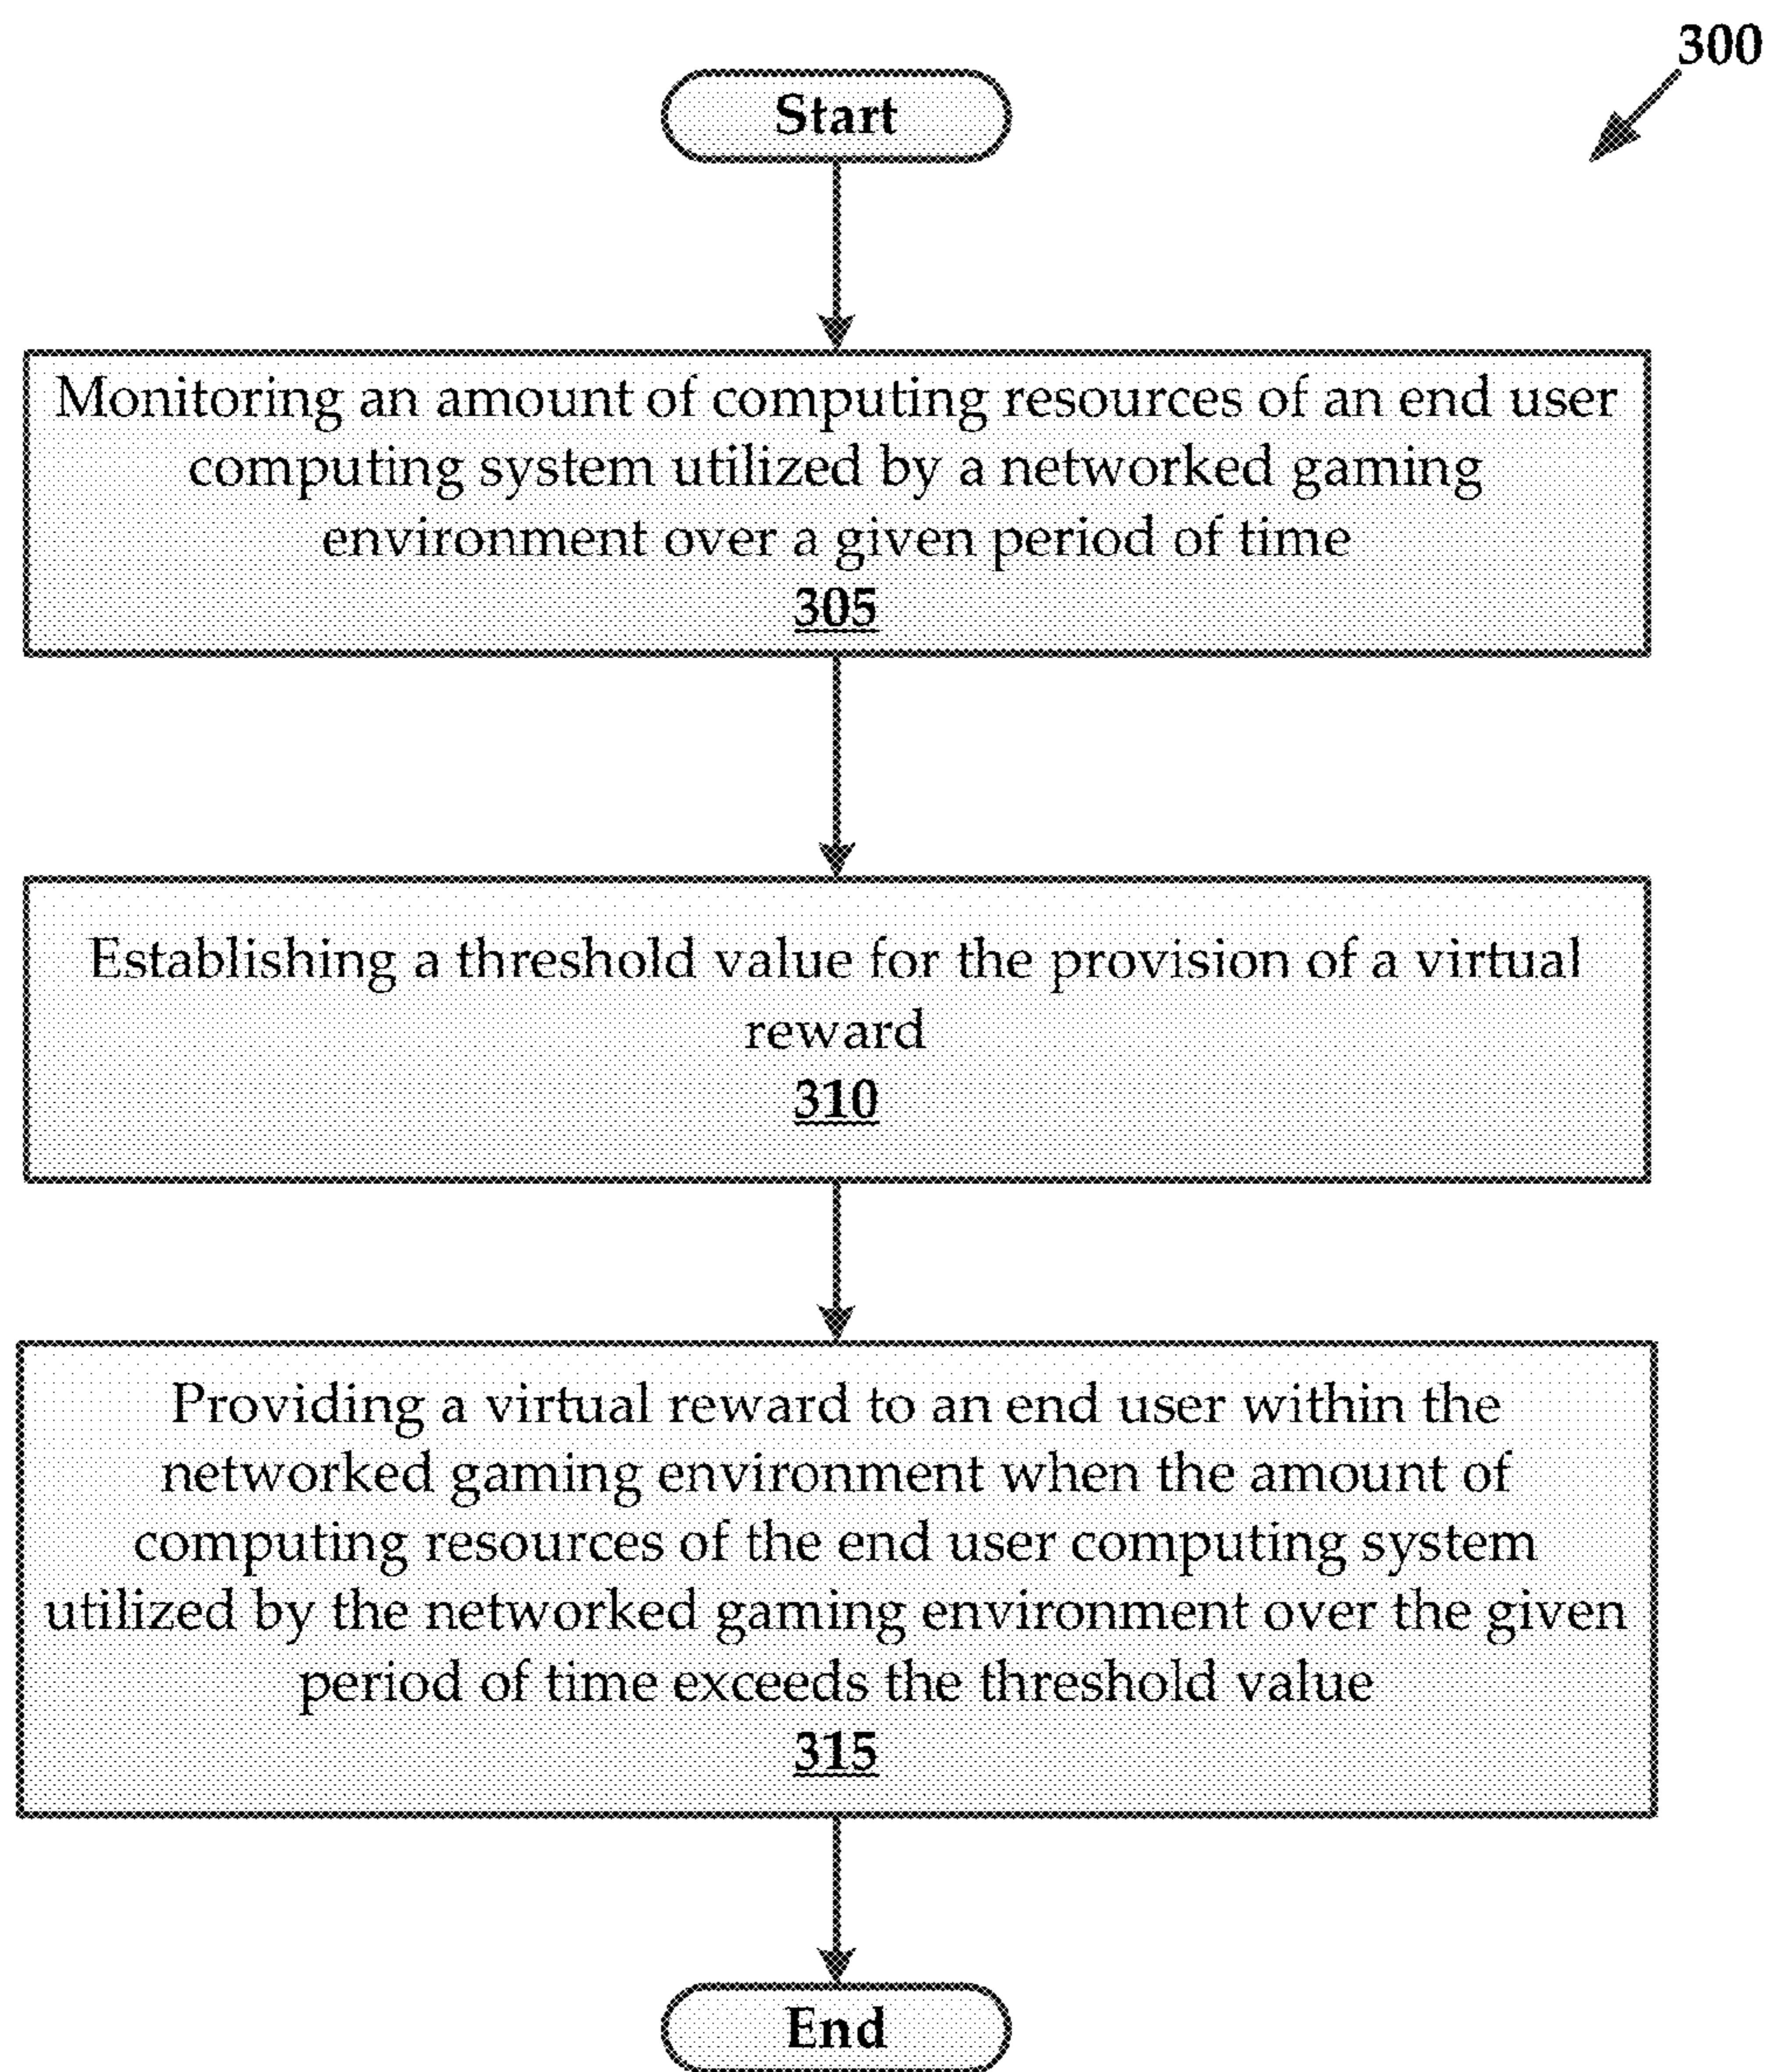 300
Start
Monitoring an amount of computing resources of an end user
computing system utilized by a networked gaming
environment over a given period of time
305
Establishing a threshold value for the provision of a virtual
reward
310
Providing a virtual reward to an end user within the
networked gaming environment when the amount of
computing resources of the end user computing system
utilized by the networked gaming environment over the given
period of time exceeds the threshold value
315
End